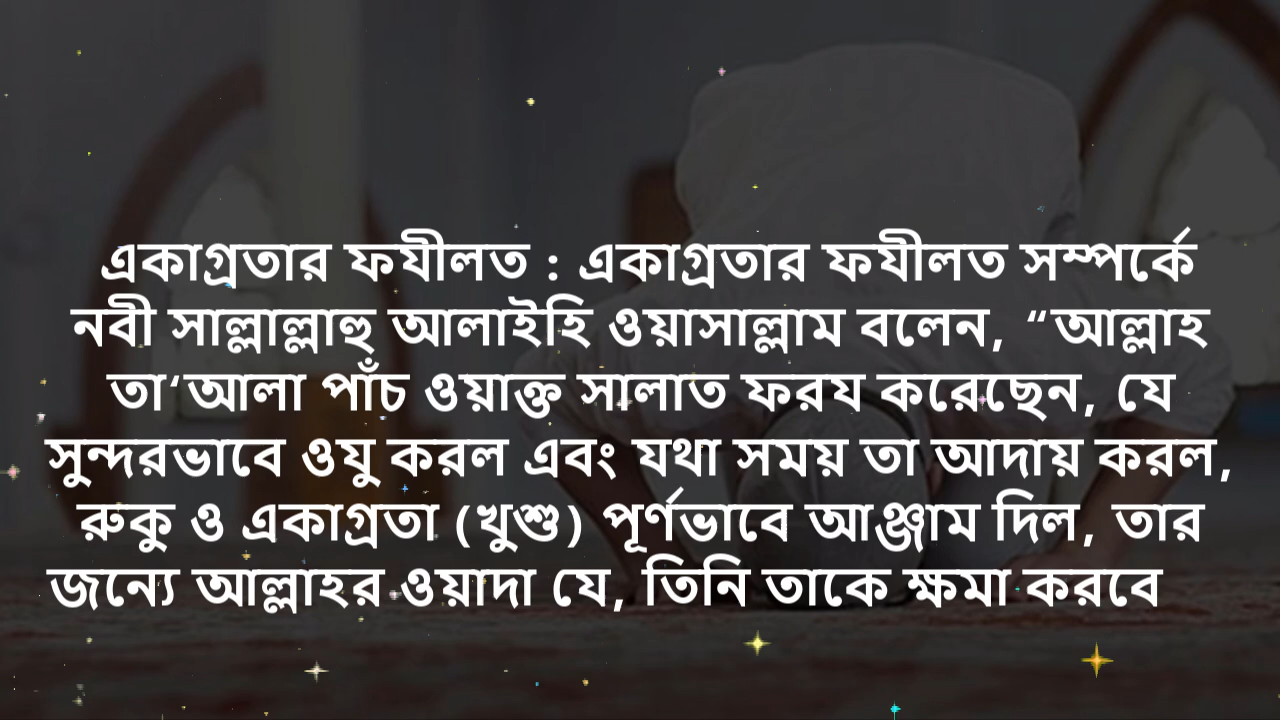 একাগ্রতার ফযীলত : একাগ্রতার ফযীলত সম্পর্কে
নবী সাল্লাল্লাহু আলাইহি ওয়াসাল্লাম বলেন, “আল্লাহ
তা‘আলা পাঁচ ওয়াক্ত সালাত ফরয করেছেন, যে
সুন্দরভাবে ওযু করল এবং যথা সময় তা আদায় করল,
রুকু ও একাগ্রতা (খুশু) পূর্ণভাবে আঞ্জাম দিল, তার
জন্যে আল্লাহর ওয়াদা যে, তিনি তাকে ক্ষমা করবে